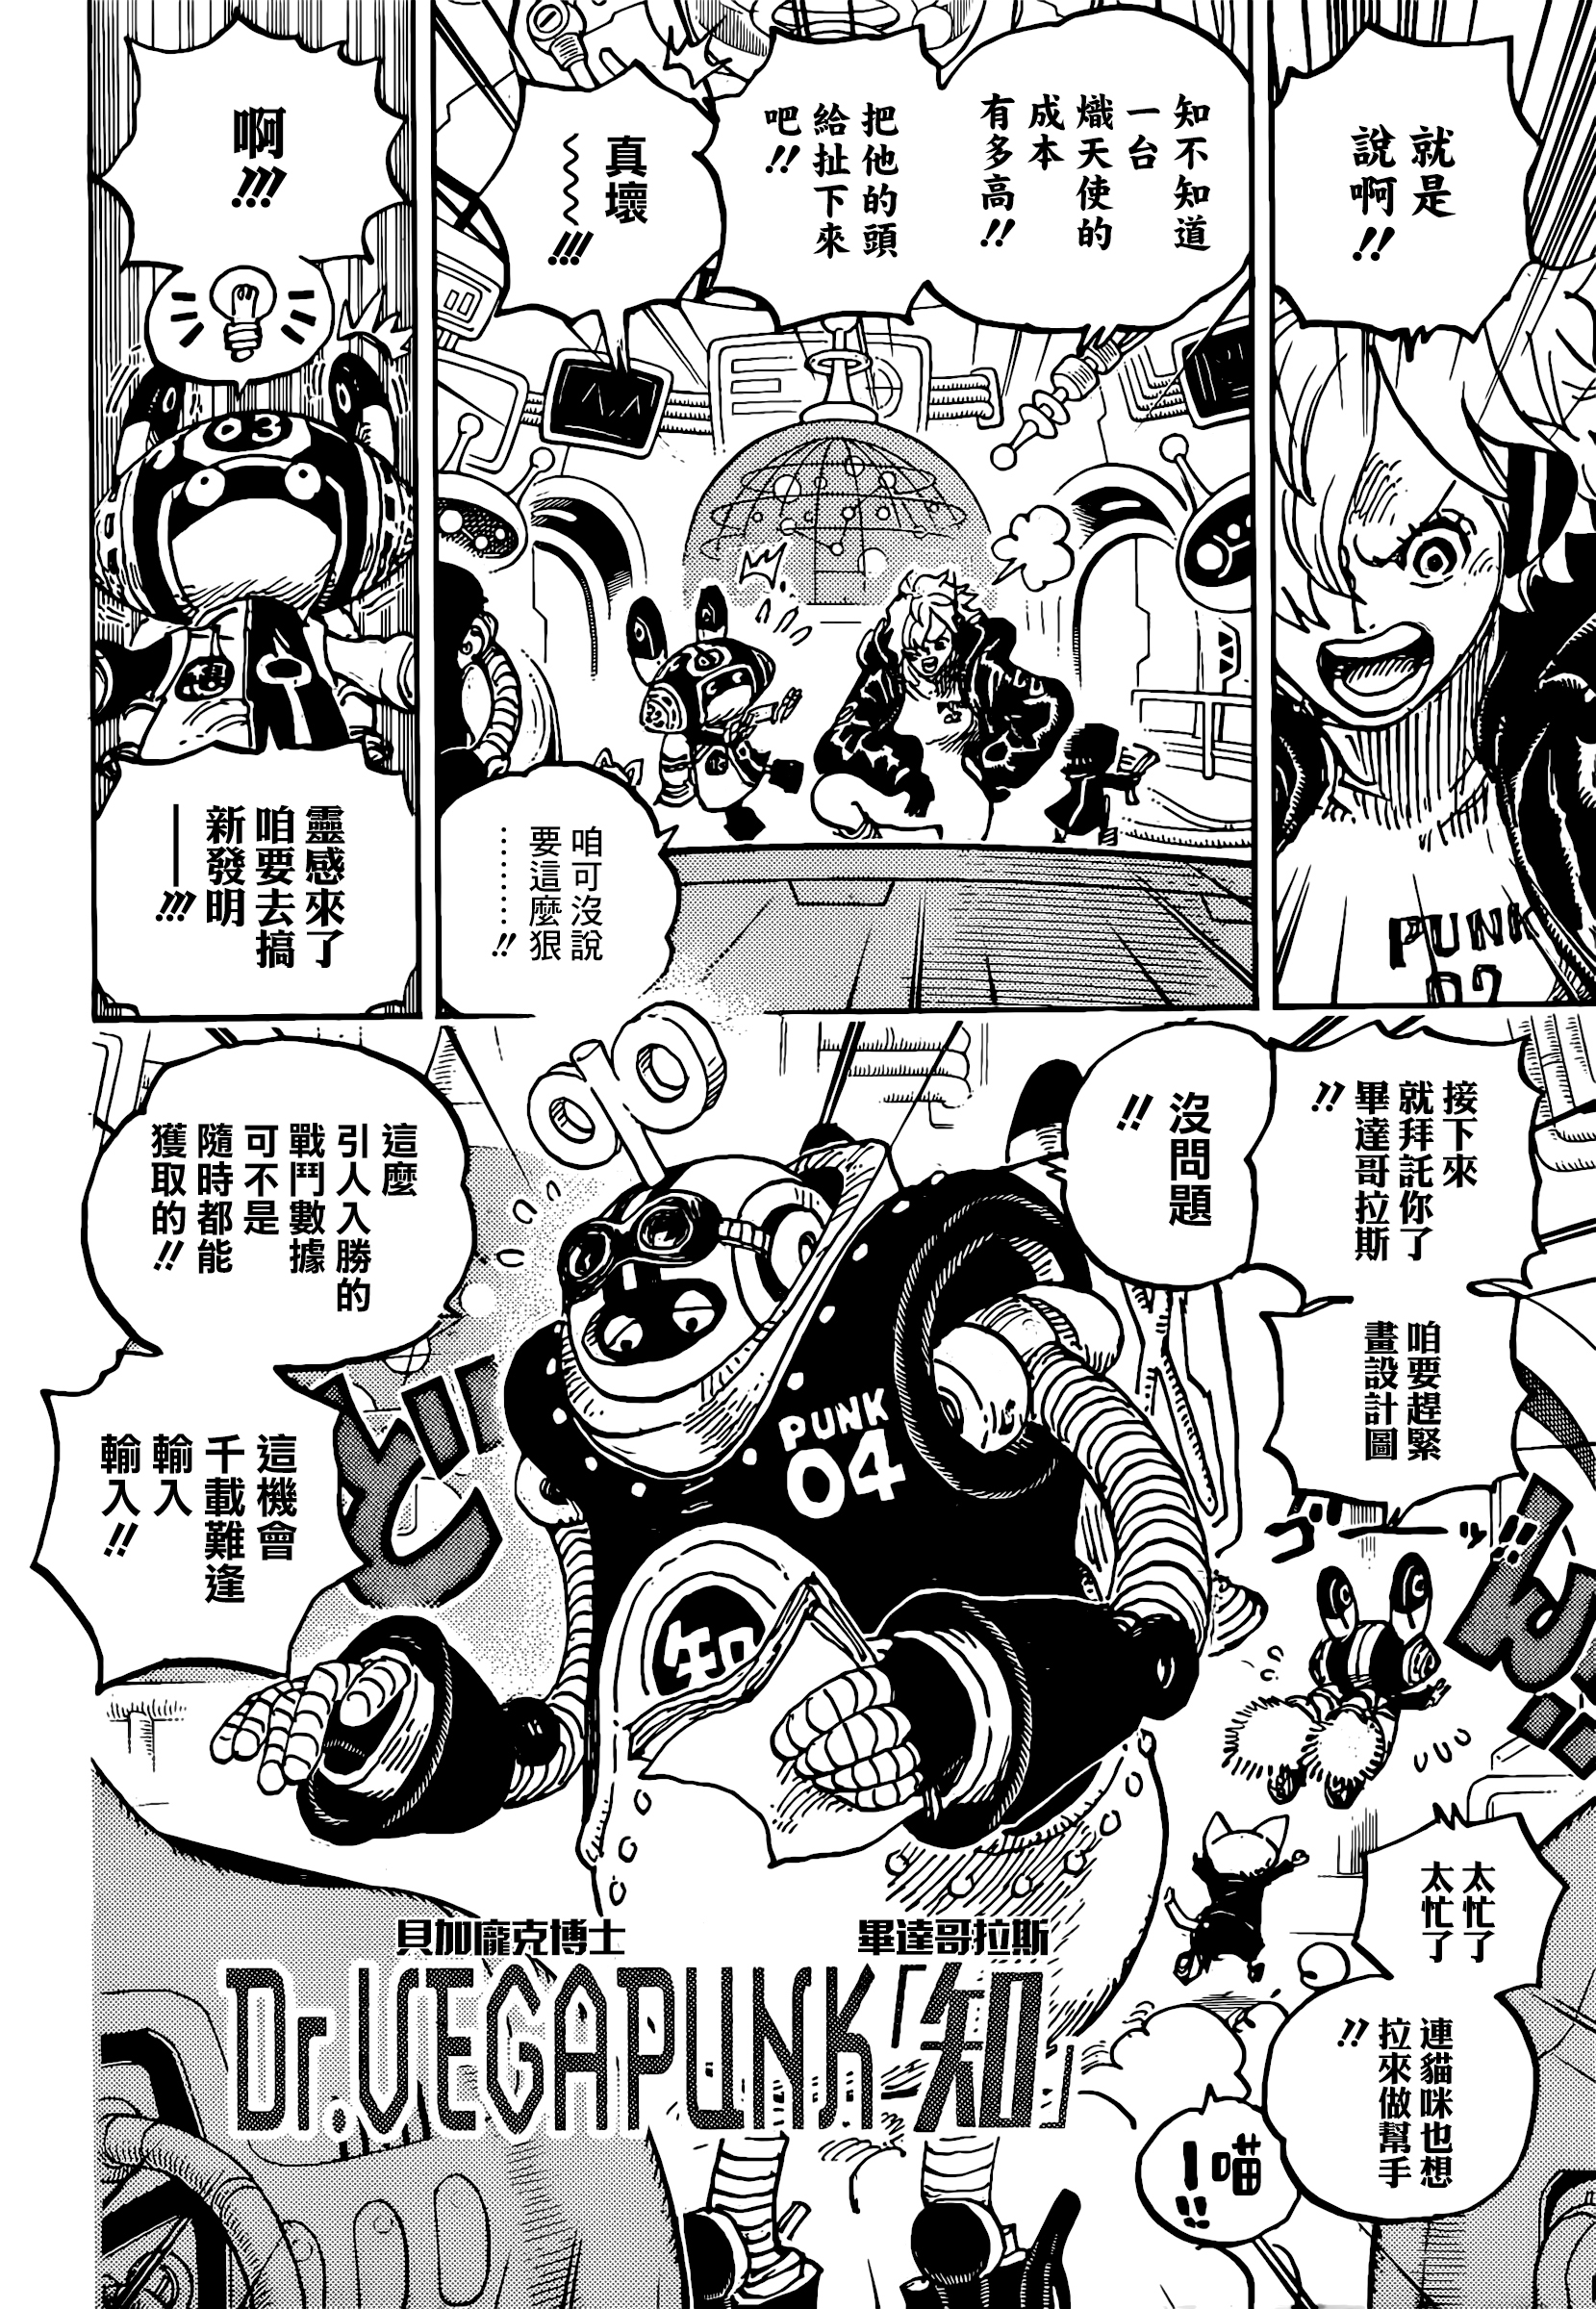 就是
說啊!!
PUNK
02
知不知道
一台
熾天使的
成本
有多高!!
把他的頭
給扯下來
吧!!
真壞
~~~~!!!
咱可沒說
要這麼狠
………!!
啊!!!
03
靈感來了
咱要去搞
新發明
——!!!
接下來
就拜託你了
畢達哥拉斯
!!
咱要趕緊
畫設計圖
沒問題
!!
ゴーッ!!
ど
ん!!
PUNK
04
知
這麼
引人入勝的
戰鬥數據
可不是
隨時都能
獲取的!!
這機會
千載難逢
輸入
輸入!!
太忙了
太忙了
連貓咪也想
拉來做幫手
!!
喵
ー!!
貝加龐克博士 畢達哥拉斯
Dr.VEGAPUNK「知」